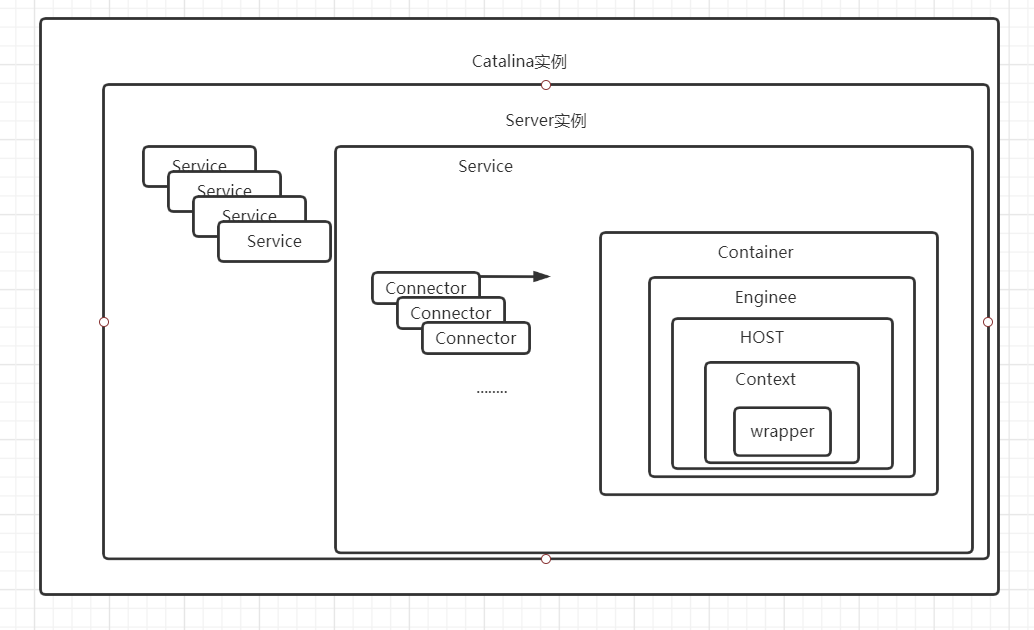 Catalina实例
Server实例
Service
Service
Service
Service
Service
Connector
Connector
Connector
........
Container
Enginee
HOST
Context
wrapper